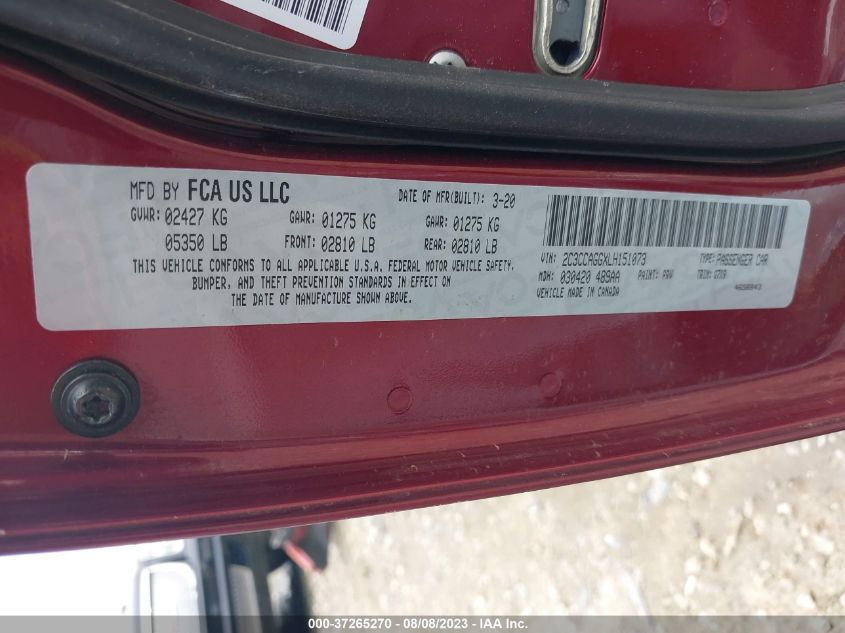 MFD BY FCA US LLC
DATE OF MFR(BUILT): 3-20
GVWR: 02427 KG GAWR: 01275 KG GAWR: 01275 KG
05350 LB FRONT: 02810 LB REAR: 02810 LB
THIS VEHICLE CONFORMS TO ALL APPLICABLE U.S.A. FEDERAL MOTOR VEHICLE SAFETY,
BUMPER, AND THEFT PREVENTION STANDARDS IN EFFECT ON
THE DATE OF MANUFACTURE SHOWN ABOVE.
VIN: 2C3CCAGGXLH151073 TYPE: PASSENGER CAR
MDH: 030420 489AA PAINT: PRV TRIM:
VEHICLE MADE IN CANADA
000-37265270 - 08/08/2023 - IAA Inc.